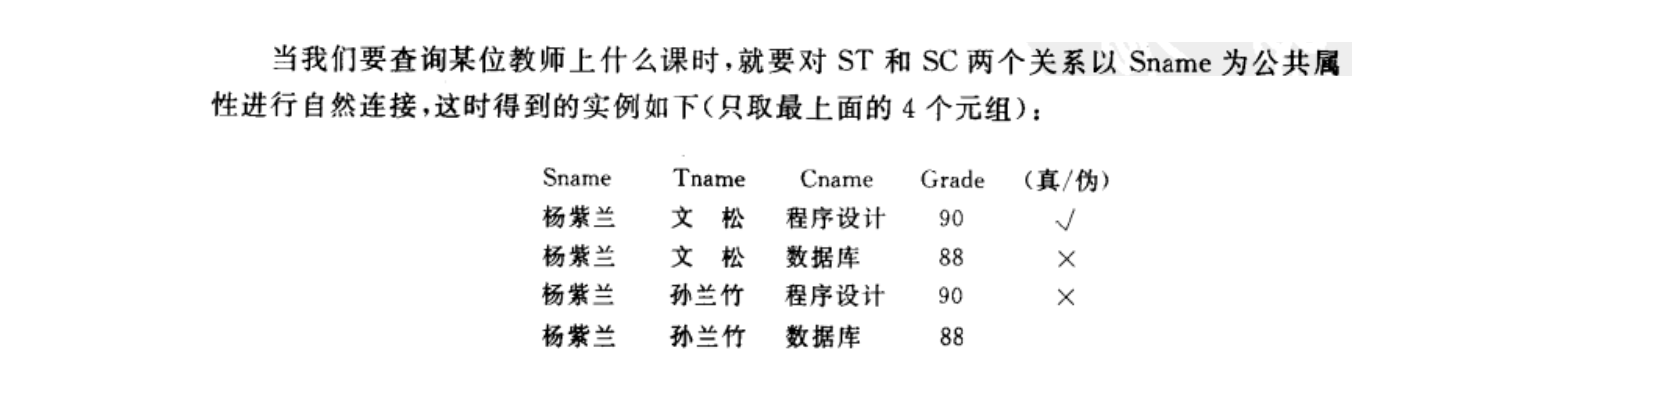 当我们要查询某位教师上什么课时,就要对 ST 和 SC 两个关系以 Sname 为公共属
性进行自然连接,这时得到的实例如下(只取最上面的 4 个元组):
Sname Tname Cname Grade (真/伪)
杨紫兰 文 松 程序设计 90 √
杨紫兰 文 松 数据库 88 ×
杨紫兰 孙兰竹 程序设计 90 ×
杨紫兰 孙兰竹 数据库 88